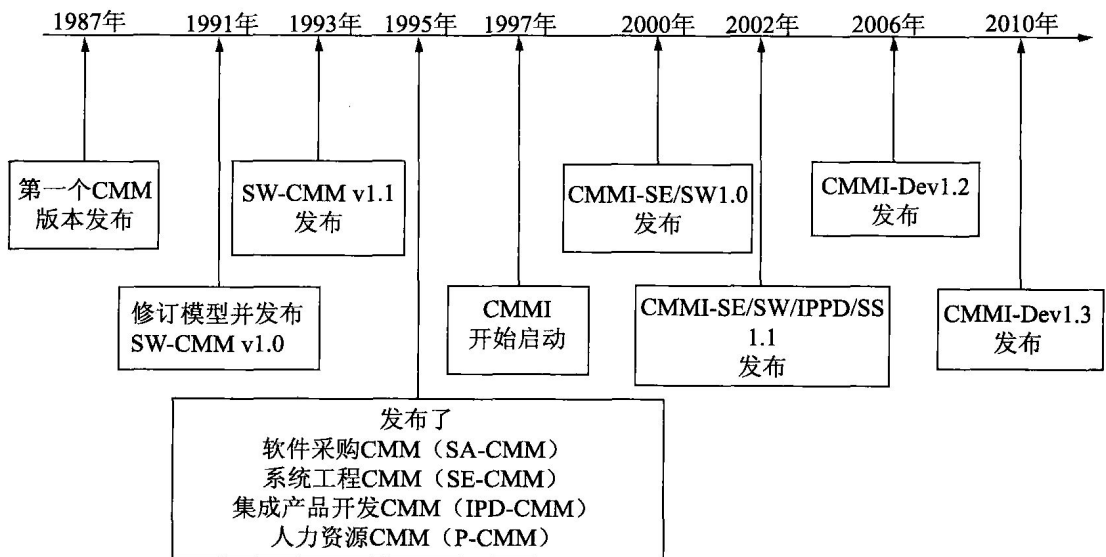 1987年 1991年 1993年 1995年 1997年 2000年 2002年 2006年 2010年
第一个CMM
版本发布
SW-CMM v1.1
发布
CMMI-SE/SW1.0
发布
CMMI-Dev1.2
发布
修订模型并发布
SW-CMM v1.0
CMMI
开始启动
CMMI-SE/SW/IPPD/SS
1.1
发布
CMMI-Dev1.3
发布
发布了
软件采购CMM（SA-CMM）
系统工程CMM（SE-CMM）
集成产品开发CMM（IPD-CMM）
人力资源CMM（P-CMM）